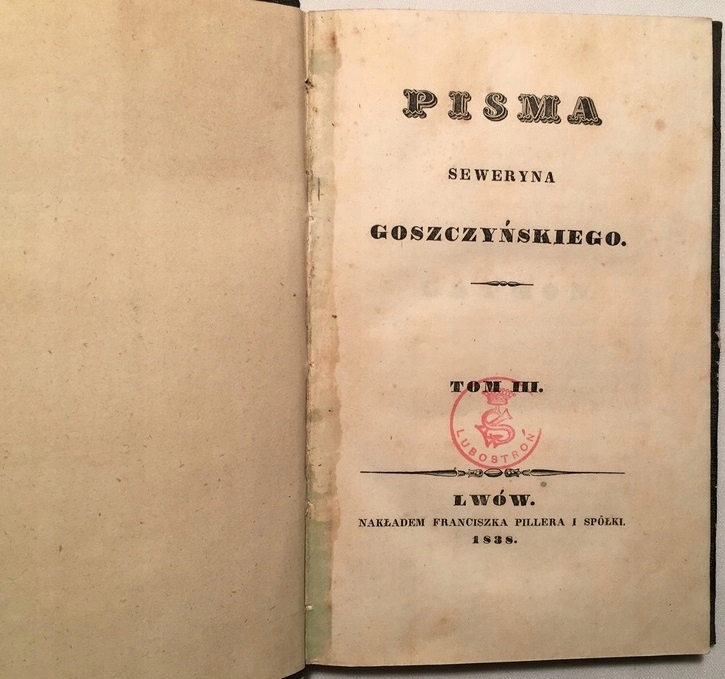 PISMA
SEWERYNA
GOSZCZYŃSKIEGO.
TOM III.
LUBOSTROŃ
LWÓW.
NAKŁADEM FRANCISZKA PILLERA I SPÓŁKI.
1838.